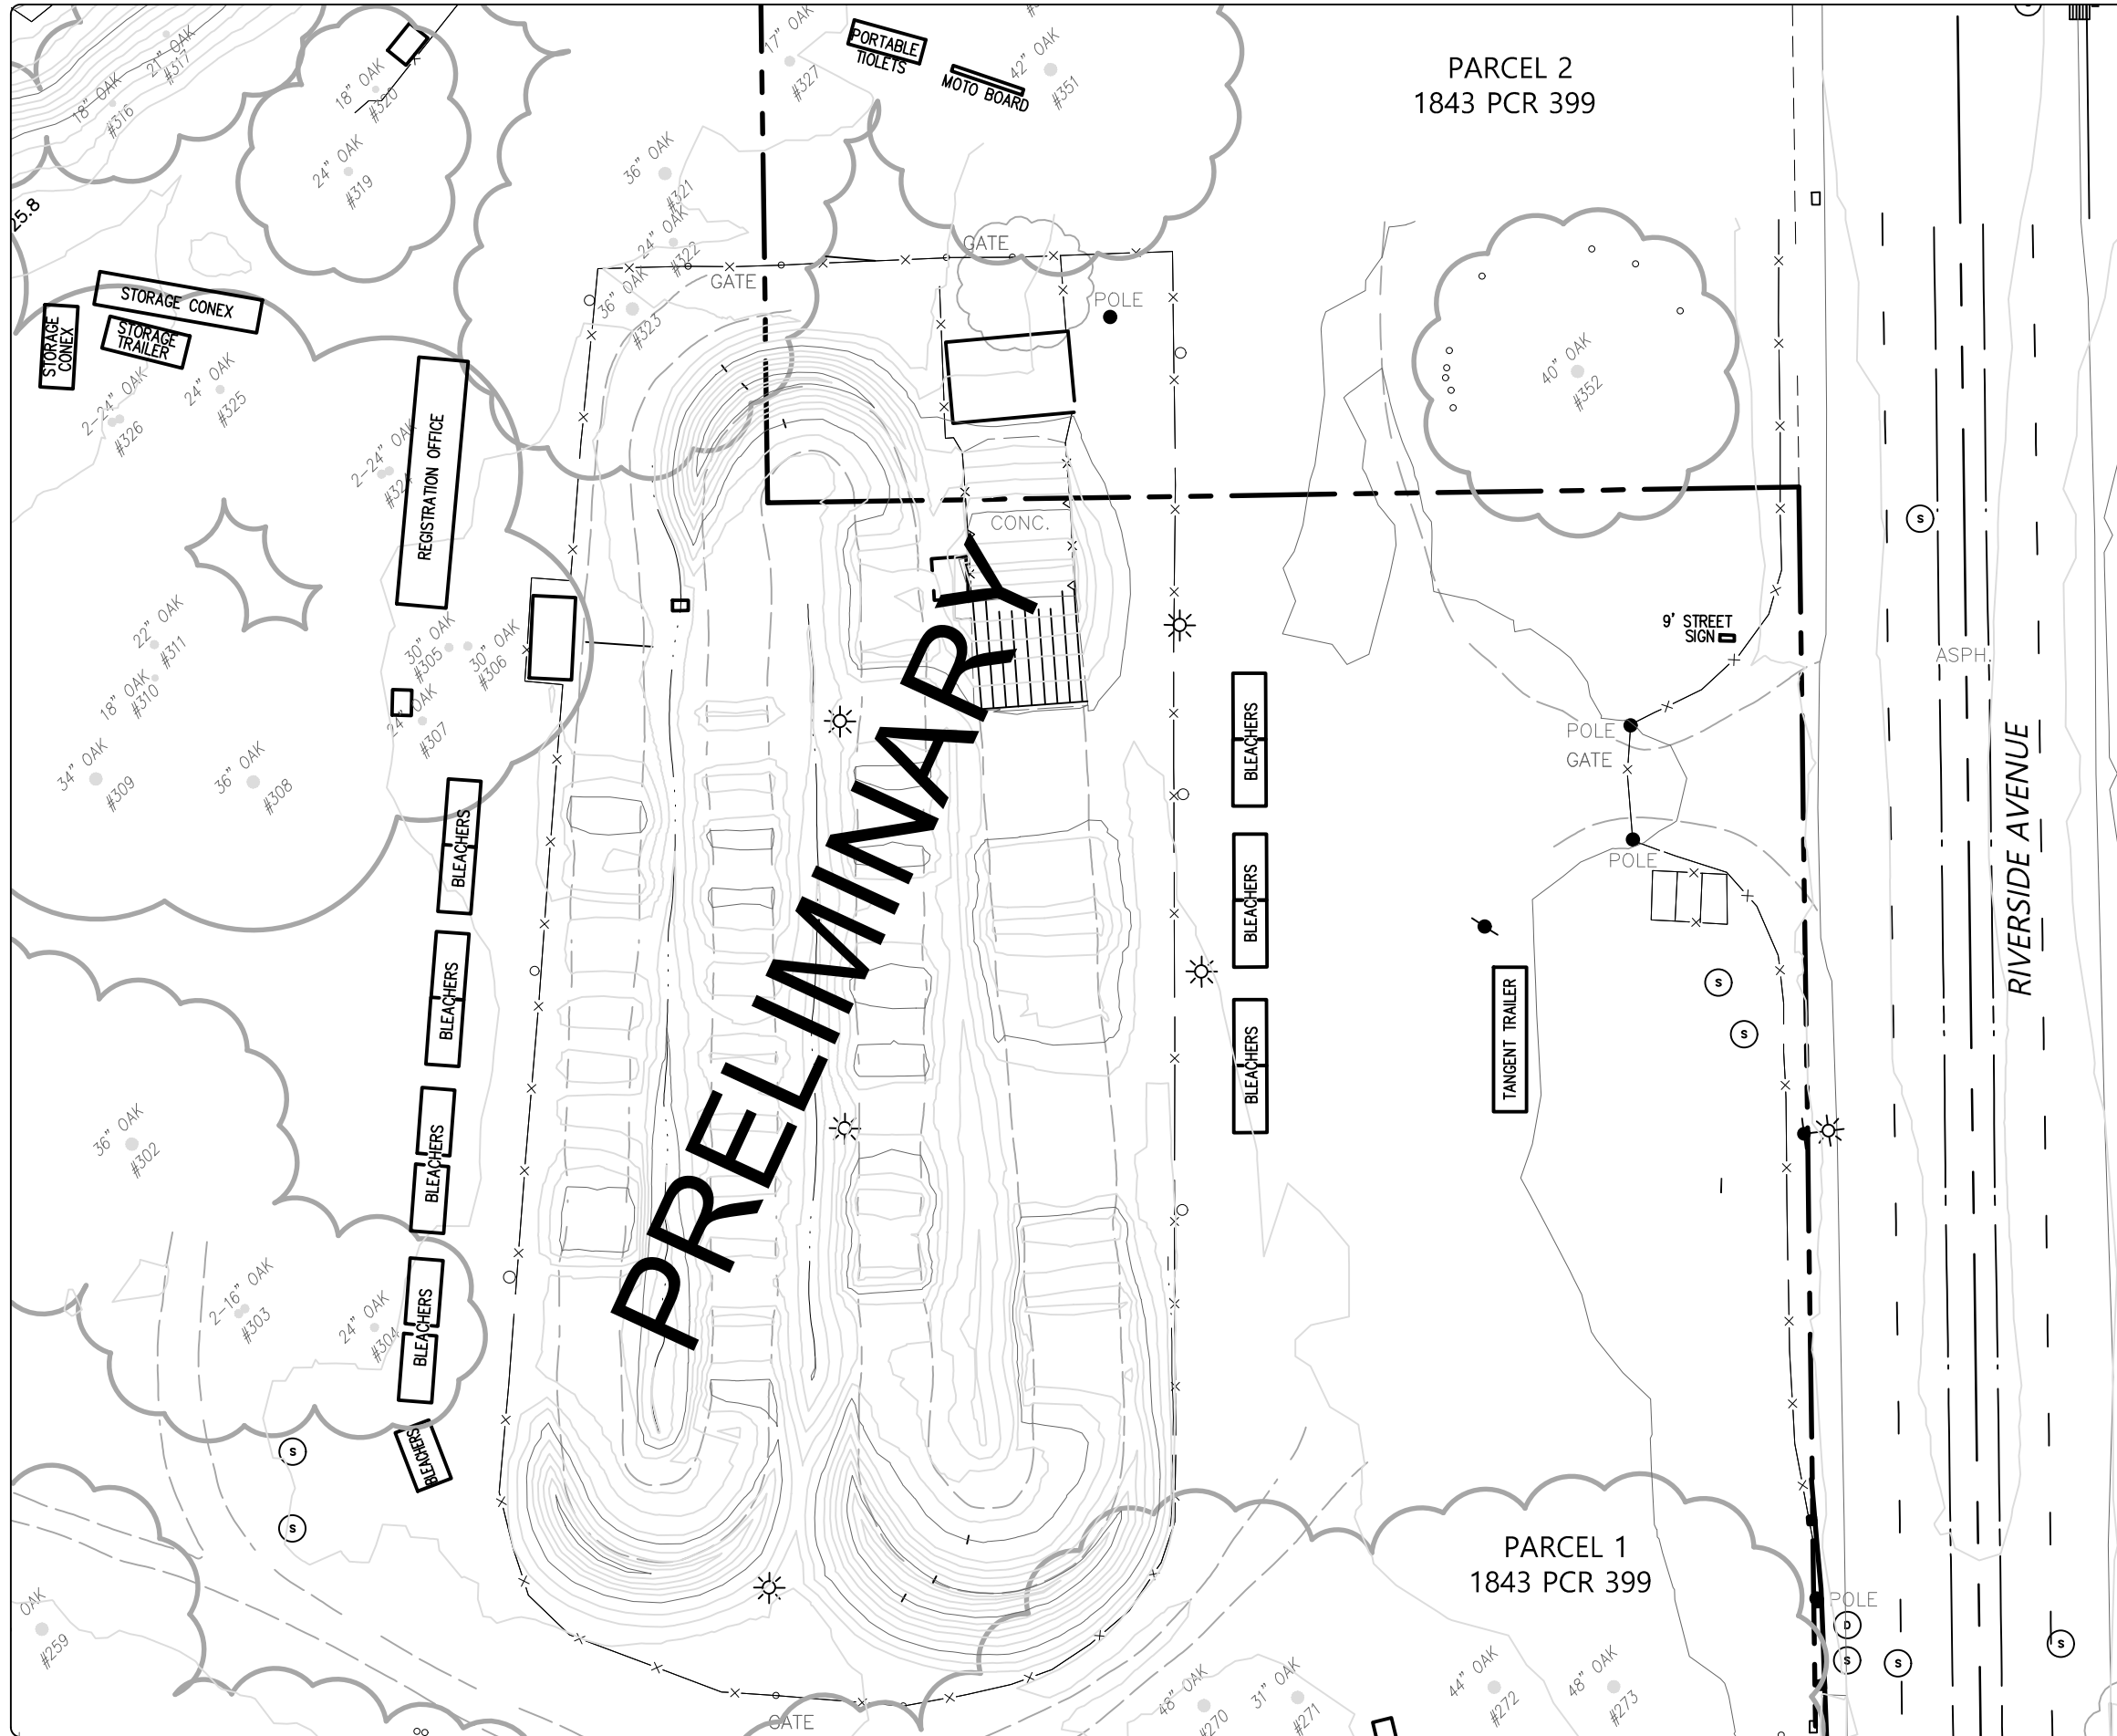 21" OAK
#317
18" OAK
#316
18" OAK
#320
24" OAK
#319
17" OAK
#327
PORTABLE
TIOLETS
MOTO BOARD
42" OAK
#351
PARCEL 2
1843 PCR 399
36" OAK
#321
24" OAK
#322
36" OAK
#323
25.8
GATE
GATE
POLE
STORAGE CONEX
STORAGE
CONEX
STORAGE
TRAILER
24" OAK
#325
2-24" OAK
#326
2-24" OAK
#324
REGISTRATION OFFICE
40" OAK
#352
CONC.
S
22" OAK
#311
18" OAK
#310
30" OAK
#305
30" OAK
#306
24" OAK
#307
34" OAK
#309
36" OAK
#308
9' STREET
SIGN
ASPH.
POLE
GATE
POLE
RIVERSIDE AVENUE
PRELIMINARY
BLEACHERS
BLEACHERS
BLEACHERS
BLEACHERS
BLEACHERS
BLEACHERS
BLEACHERS
BLEACHERS
TANGENT TRAILER
S
S
36" OAK
#302
2-16" OAK
#303
24" OAK
#304
S
S
OAK
#259
PARCEL 1
1843 PCR 399
POLE
D
S
S
S
GATE
48" OAK
#270
31" OAK
#271
44" OAK
#272
48" OAK
#273